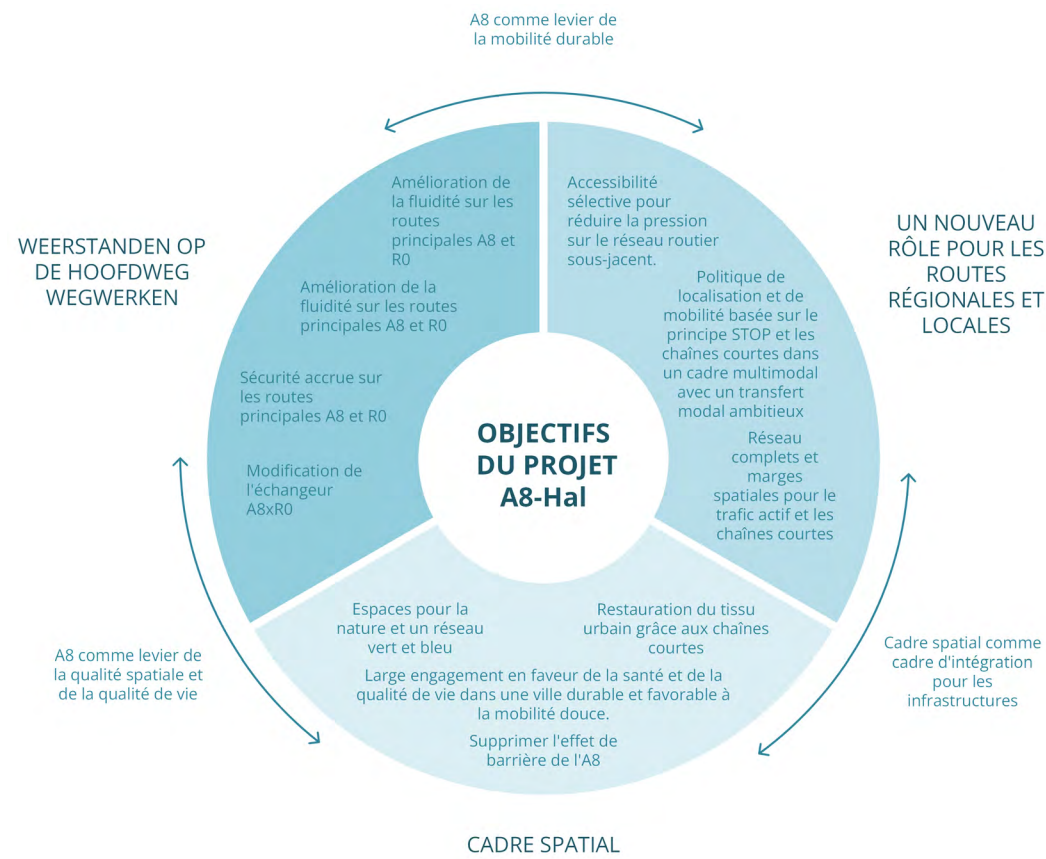 A8 comme levier de
la mobilité durable
WEERSTANDEN OP
DE HOOFDWEG
WEGWERKEN
Amélioration de
la fluidité sur les
routes
principales A8 et
R0
Amélioration de la
fluidité sur les routes
principales A8 et R0
Sécurité accrue sur
les routes
principales A8 et R0
Modification de
l'échangeur
A8xR0
Accessibilité
sélective pour
réduire la pression
sur le réseau routier
sous-jacent.
Politique de
localisation et de
mobilité basée sur le
principe STOP et les
chaînes courtes dans
un cadre multimodal
avec un transfert
modal ambitieux
Réseau
complets et
marges
spatiales pour le
trafic actif et les
chaînes courtes
UN NOUVEAU
RÔLE POUR LES
ROUTES
RÉGIONALES ET
LOCALES
OBJECTIFS
DU PROJET
A8-Hal
Espaces pour la
nature et un réseau
vert et bleu
Restauration du tissu
urbain grâce aux chaînes
courtes
Large engagement en faveur de la santé et de la
qualité de vie dans une ville durable et favorable à
la mobilité douce.
Supprimer l'effet de
barrière de l'A8
A8 comme levier de
la qualité spatiale et
de la qualité de vie
Cadre spatial comme
cadre d'intégration
pour les
infrastructures
CADRE SPATIAL